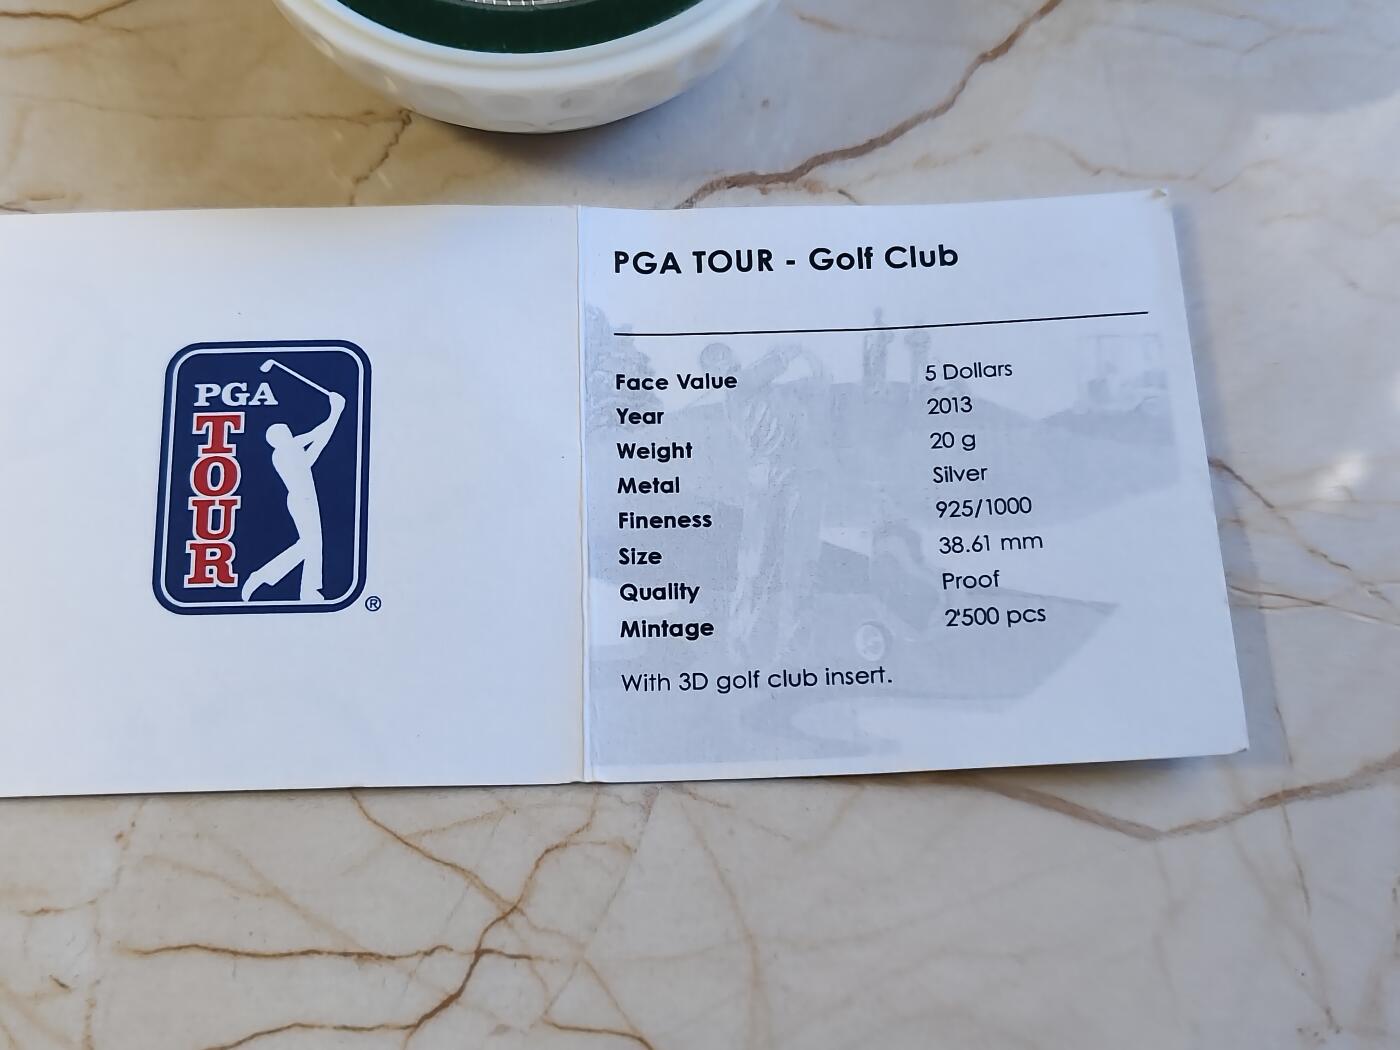 PGA
TOUR
®
PGA TOUR - Golf Club
Face Value 5 Dollars
Year 2013
Weight 20 g
Metal Silver
Fineness 925/1000
Size 38.61 mm
Quality Proof
Mintage 2'500 pcs
With 3D golf club insert.